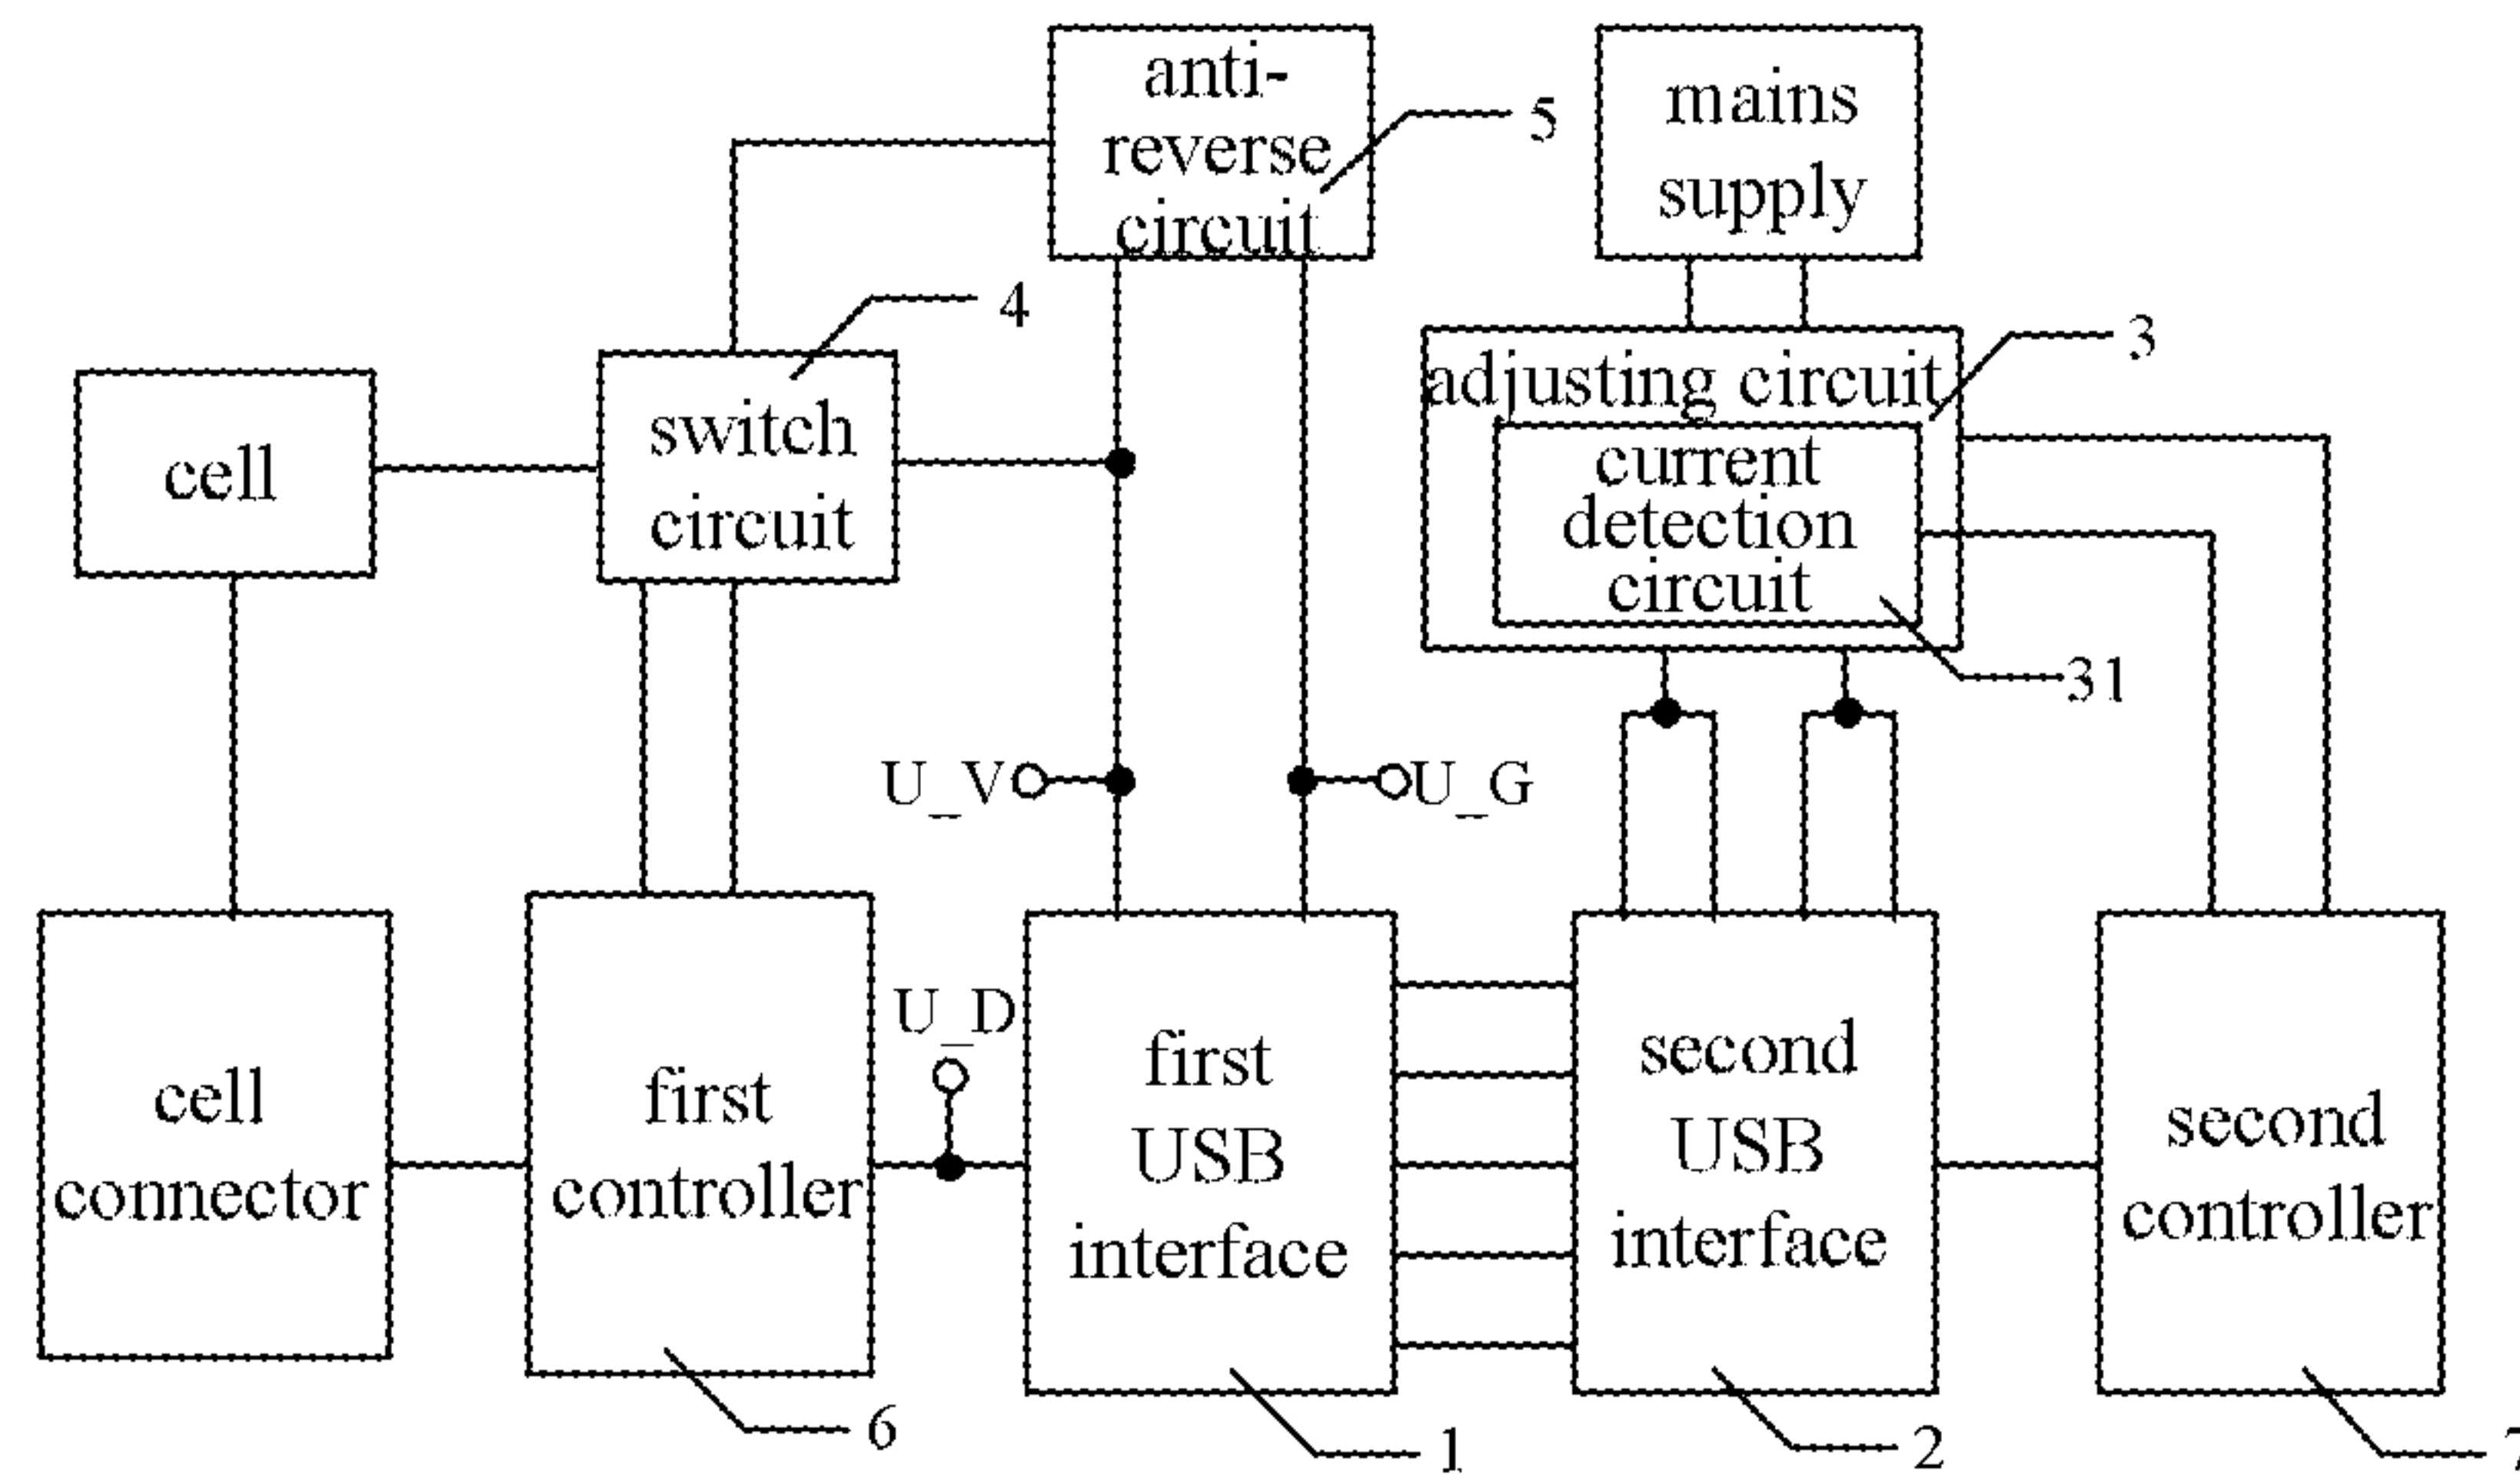 anti-
reverse
circuit
5
mains
supply
4
3
adjusting circuit
switch
circuit
cell
current
detection
circuit
31
U_V
U_G
U_D
cell
connector
first
controller
first
USB
interface
second
USB
interface
second
controller
6
1
2
7